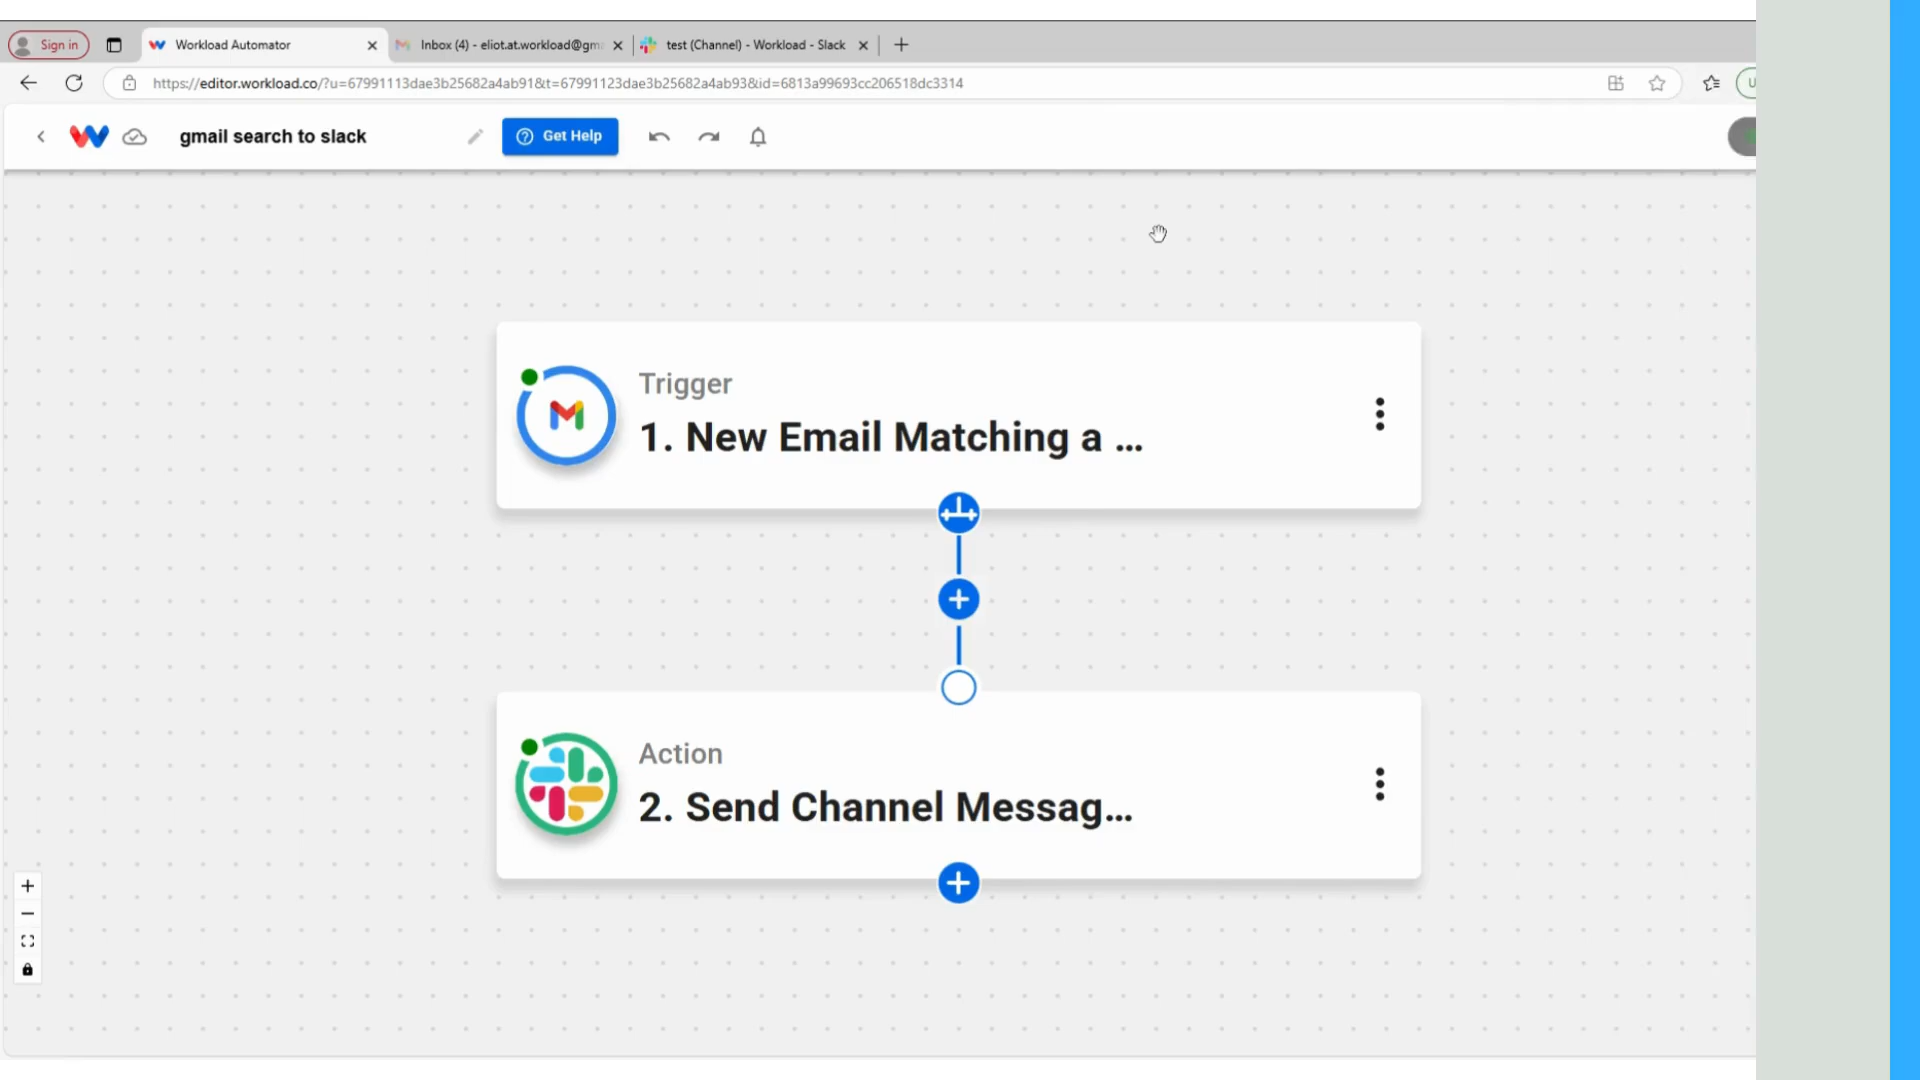 Sign in
Workload Automator
Inbox (4) - eliot.at.workload@gm
test (Channel) - Workload - Slack
https://editor.workload.co/?u=67991113dae3b25682a4ab91&t=67991123dae3b25682a4ab93&id=6813a99693cc206518dc3314
gmail search to slack
Get Help
Trigger
1. New Email Matching a ...
Action
2. Send Channel Messag...